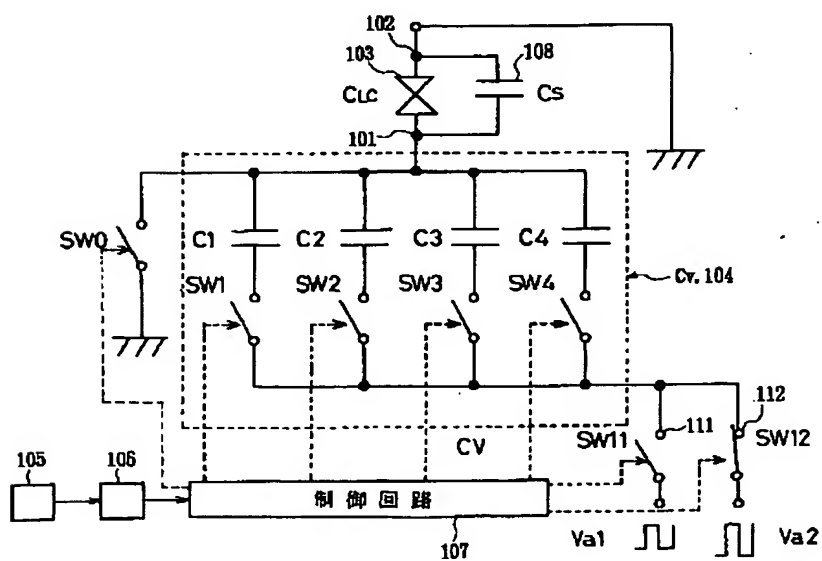 102
103
108
CLC
CS
101
SW0
C1
C2
C3
C4
SW1
SW2
SW3
SW4
Cv.104
112
111
CV
SW11
SW12
105
106
制御回路
107
Va1
Va2